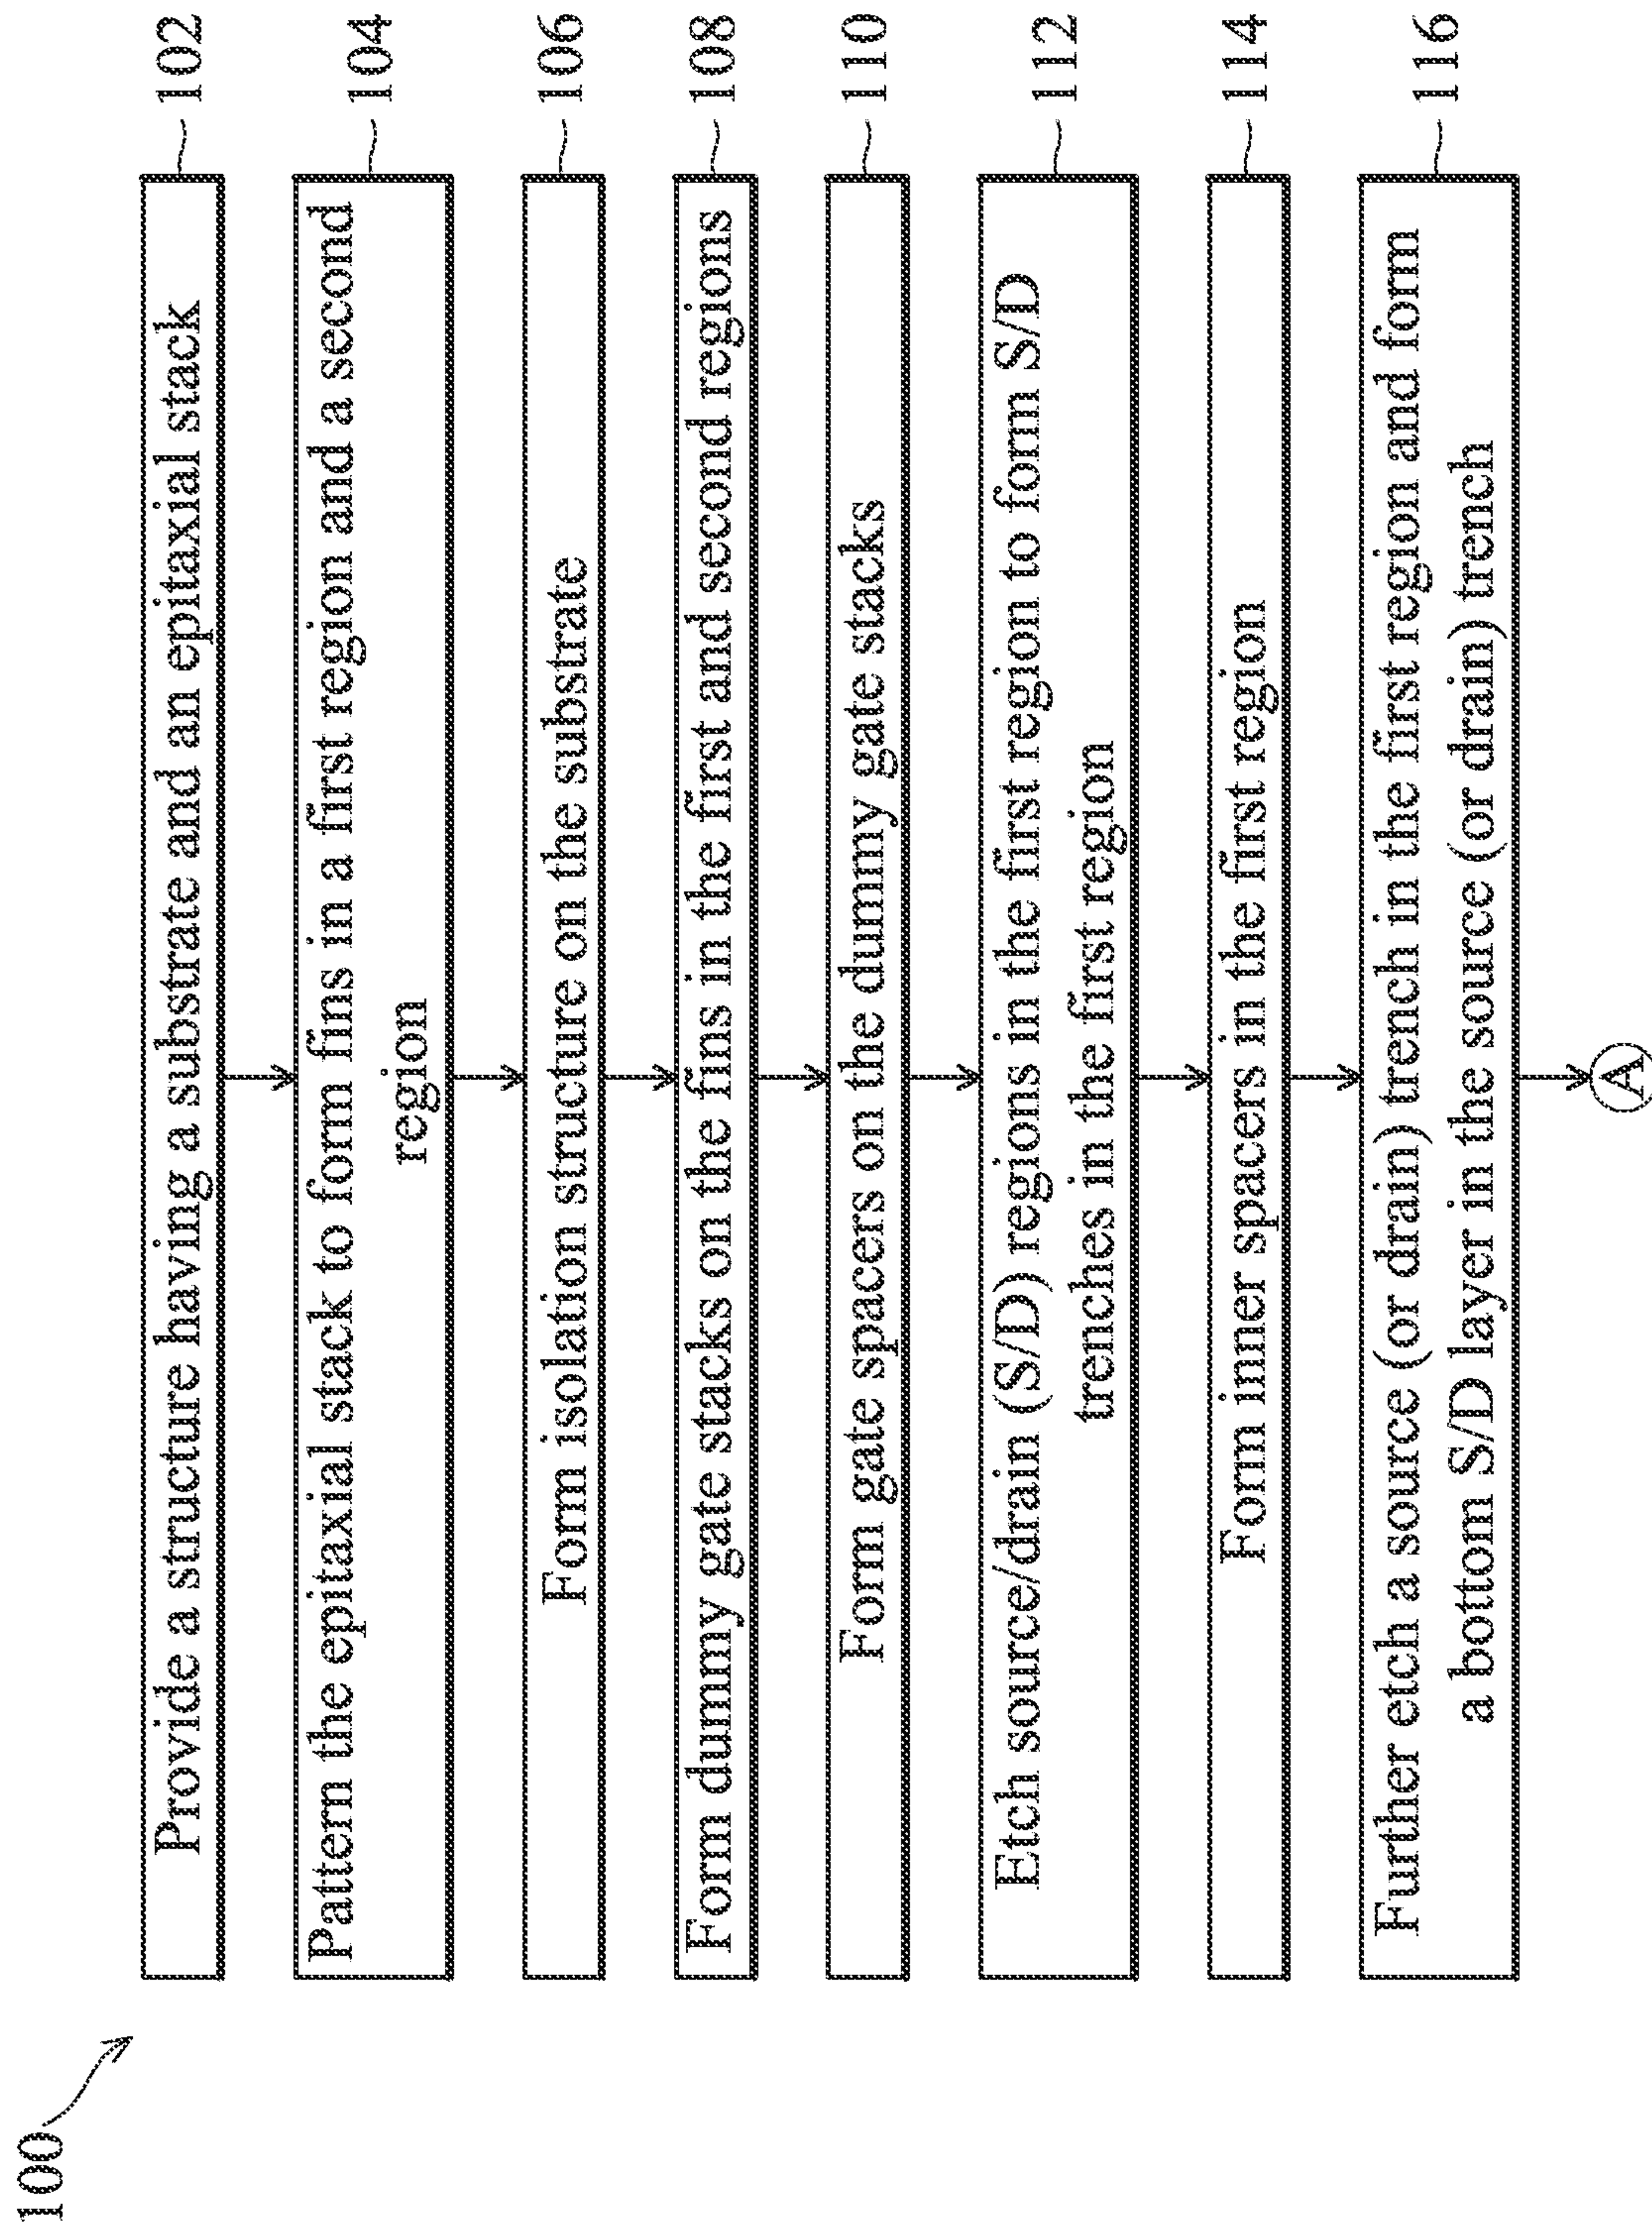 100
Provide a structure having a substrate and an epitaxial stack
102
Pattern the epitaxial stack to form fins in a first region and a second
region
104
Form isolation structure on the substrate
106
Form dummy gate stacks on the fins in the first and second regions
108
Form gate spacers on the dummy gate stacks
110
Etch source/drain (S/D) regions in the first region to form S/D
trenches in the first region
112
Form inner spacers in the first region
114
Further etch a source (or drain) trench in the first region and form
a bottom S/D layer in the source (or drain) trench
116
A